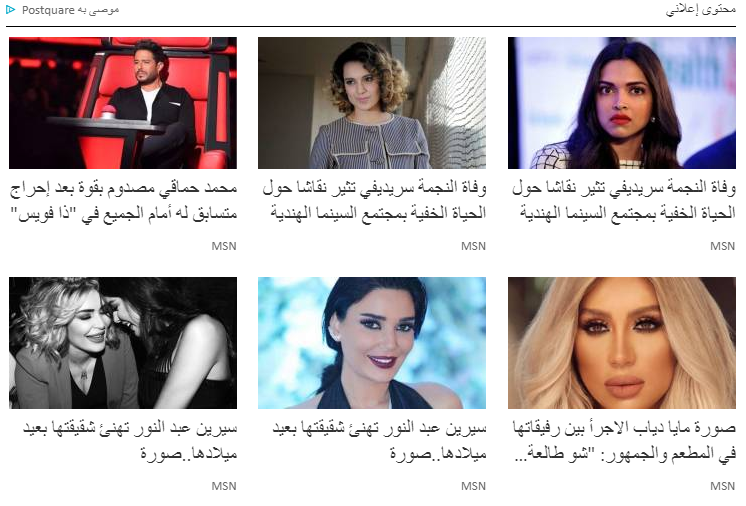 محتوى إعلاني
موصى به Postquare
وفاة النجمة سريديفي تثير نقاشا حول
الحياة الخفية بمجتمع السينما الهندية
MSN
وفاة النجمة سريديفي تثير نقاشا حول
الحياة الخفية بمجتمع السينما الهندية
MSN
محمد حماقي مصدوم بقوة بعد إحراج
متسابق له أمام الجميع في "ذا فويس"
MSN
صورة مايا دياب الاجرأ بين رفيقاتها
في المطعم والجمهور: "شو طالعة...
MSN
سيرين عبد النور تهنئ شقيقتها بعيد
ميلادها..صورة
MSN
سيرين عبد النور تهنئ شقيقتها بعيد
ميلادها..صورة
MSN